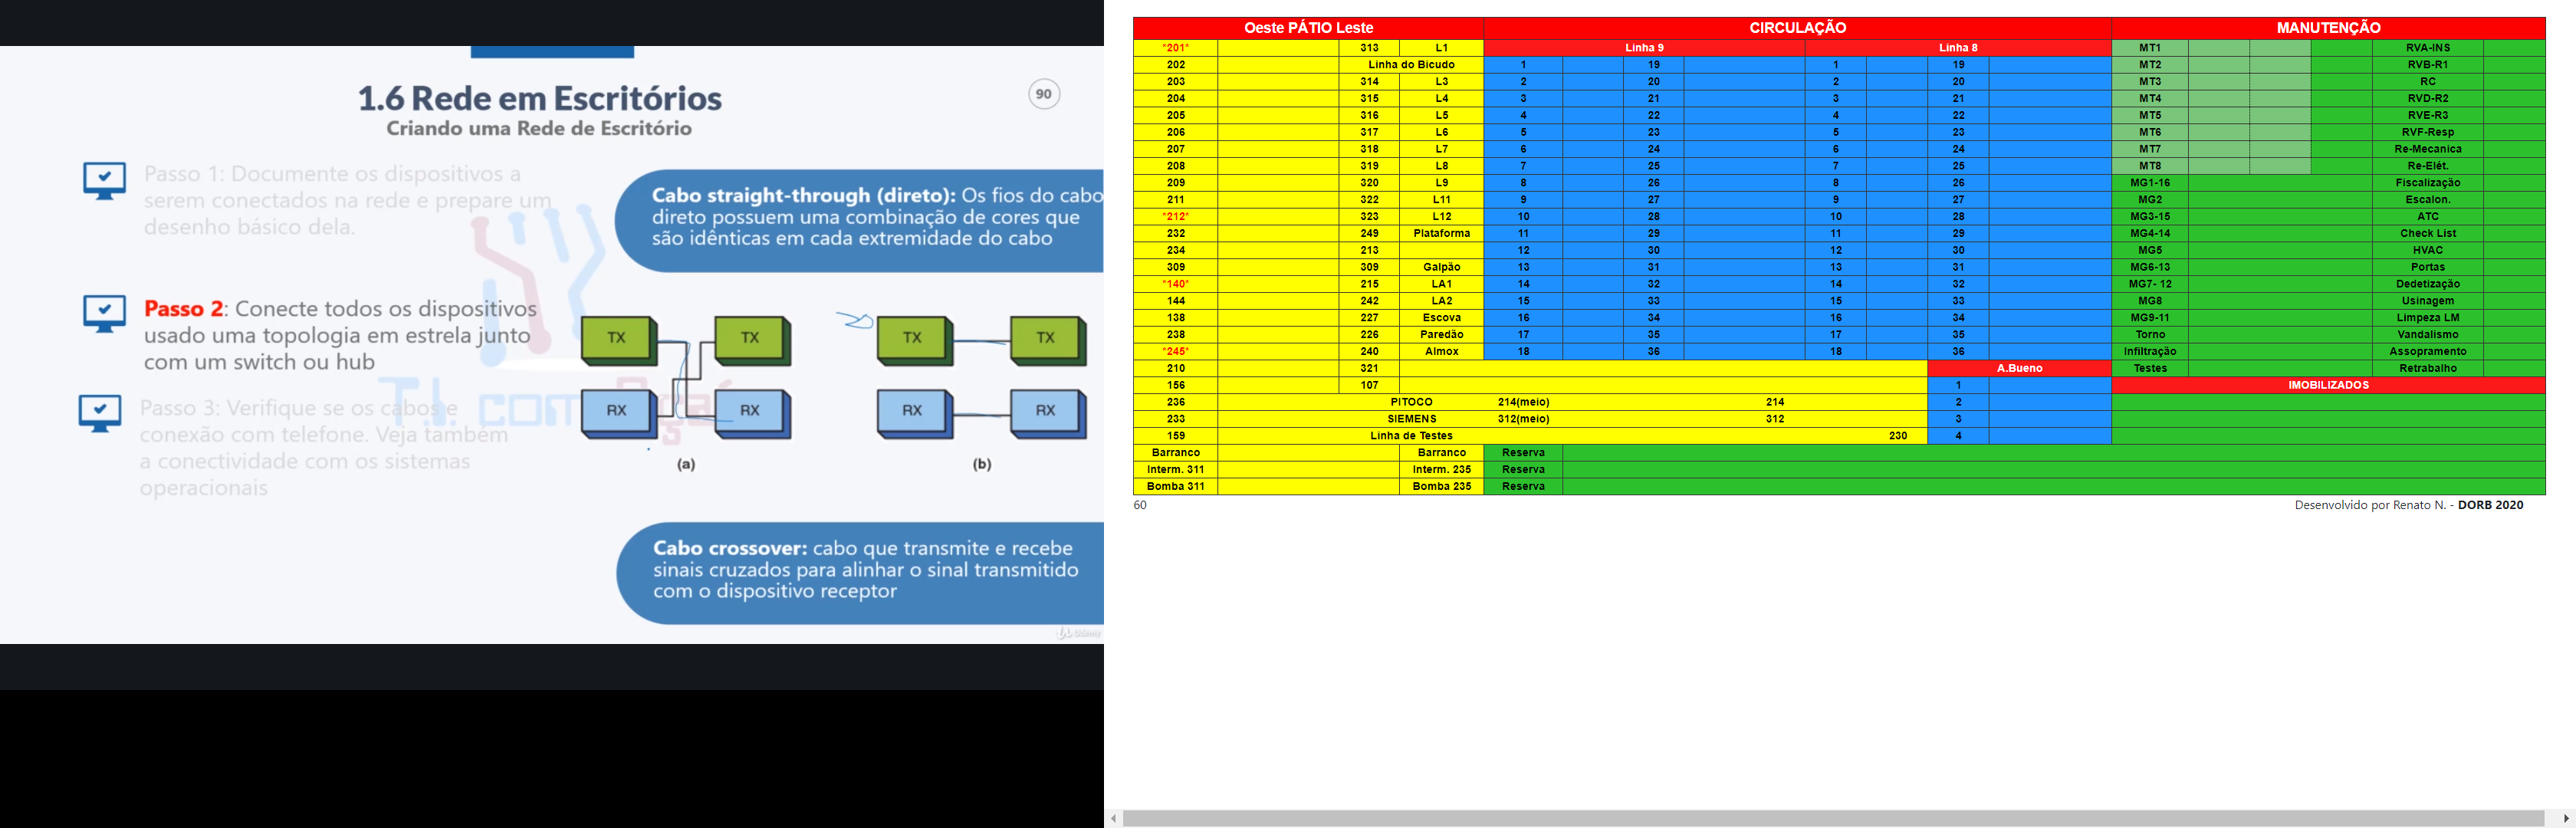 1.6 Rede em Escritórios
90
Criando uma Rede de Escritório
Passo 1: Documente os dispositivos a
serem conectados na rede e prepare um
desenho básico dela.
Passo 2: Conecte todos os dispositivos
usado uma topologia em estrela junto
com um switch ou hub
Passo 3: Verifique se os cabos e
conexão com telefone. Veja também
a conectividade com os sistemas
operacionais
Cabo straight-through (direto): Os fios do cabo
direto possuem uma combinação de cores que
são idênticas em cada extremidade do cabo
TX TX TX TX
RX RX RX RX
(a) (b)
Cabo crossover: cabo que transmite e recebe
sinais cruzados para alinhar o sinal transmitido
com o dispositivo receptor
Udemy
Oeste PÁTIO Leste CIRCULAÇÃO MANUTENÇÃO
*201* 313 L1 Linha 9 Linha 8 MT1 RVA-INS
202 Linha do Bicudo 1 19 1 19 MT2 RVB-R1
203 314 L3 2 20 2 20 MT3 RC
204 315 L4 3 21 3 21 MT4 RVD-R2
205 316 L5 4 22 4 22 MT5 RVE-R3
206 317 L6 5 23 5 23 MT6 RVF-Resp
207 318 L7 6 24 6 24 MT7 Re-Mecanica
208 319 L8 7 25 7 25 MT8 Re-Elét.
209 320 L9 8 26 8 26 MG1-16 Fiscalização
211 322 L11 9 27 9 27 MG2 Escalon.
*212* 323 L12 10 28 10 28 MG3-15 ATC
232 249 Plataforma 11 29 11 29 MG4-14 Check List
234 213 12 30 12 30 MG5 HVAC
309 309 Galpão 13 31 13 31 MG6-13 Portas
*140* 215 LA1 14 32 14 32 MG7- 12 Dedetização
144 242 LA2 15 33 15 33 MG8 Usinagem
138 227 Escova 16 34 16 34 MG9-11 Limpeza LM
238 226 Paredão 17 35 17 35 Torno Vandalismo
*245* 240 Almox 18 36 18 36 Infiltração Assopramento
210 321 A.Bueno Testes Retrabalho
156 107 1 IMOBILIZADOS
236 PITOCO 214(meio) 214 2
233 SIEMENS 312(meio) 312 3
159 Linha de Testes 230 4
Barranco Barranco Reserva
Interm. 311 Interm. 235 Reserva
Bomba 311 Bomba 235 Reserva
60 Desenvolvido por Renato N. - DORB 2020